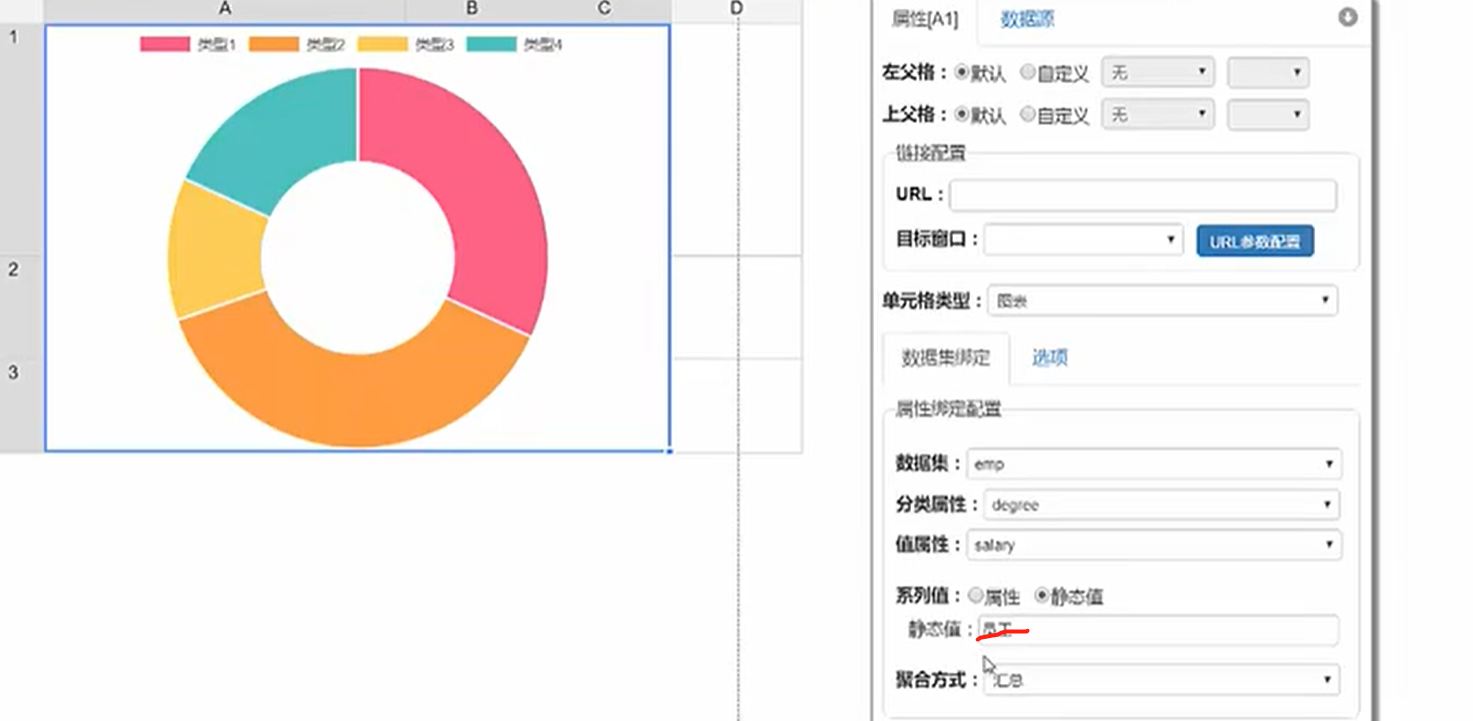 A B C D
1
类型1 类型2 类型3 类型4
2
3
属性[A1] 数据源
左父格： 默认 自定义 无
上父格： 默认 自定义 无
链接配置
URL：
目标窗口： URL参数配置
单元格类型： 图表
数据集绑定 选项
属性绑定配置
数据集： emp
分类属性： degree
值属性： salary
系列值： 属性 静态值
静态值： 员工
聚合方式： 汇总